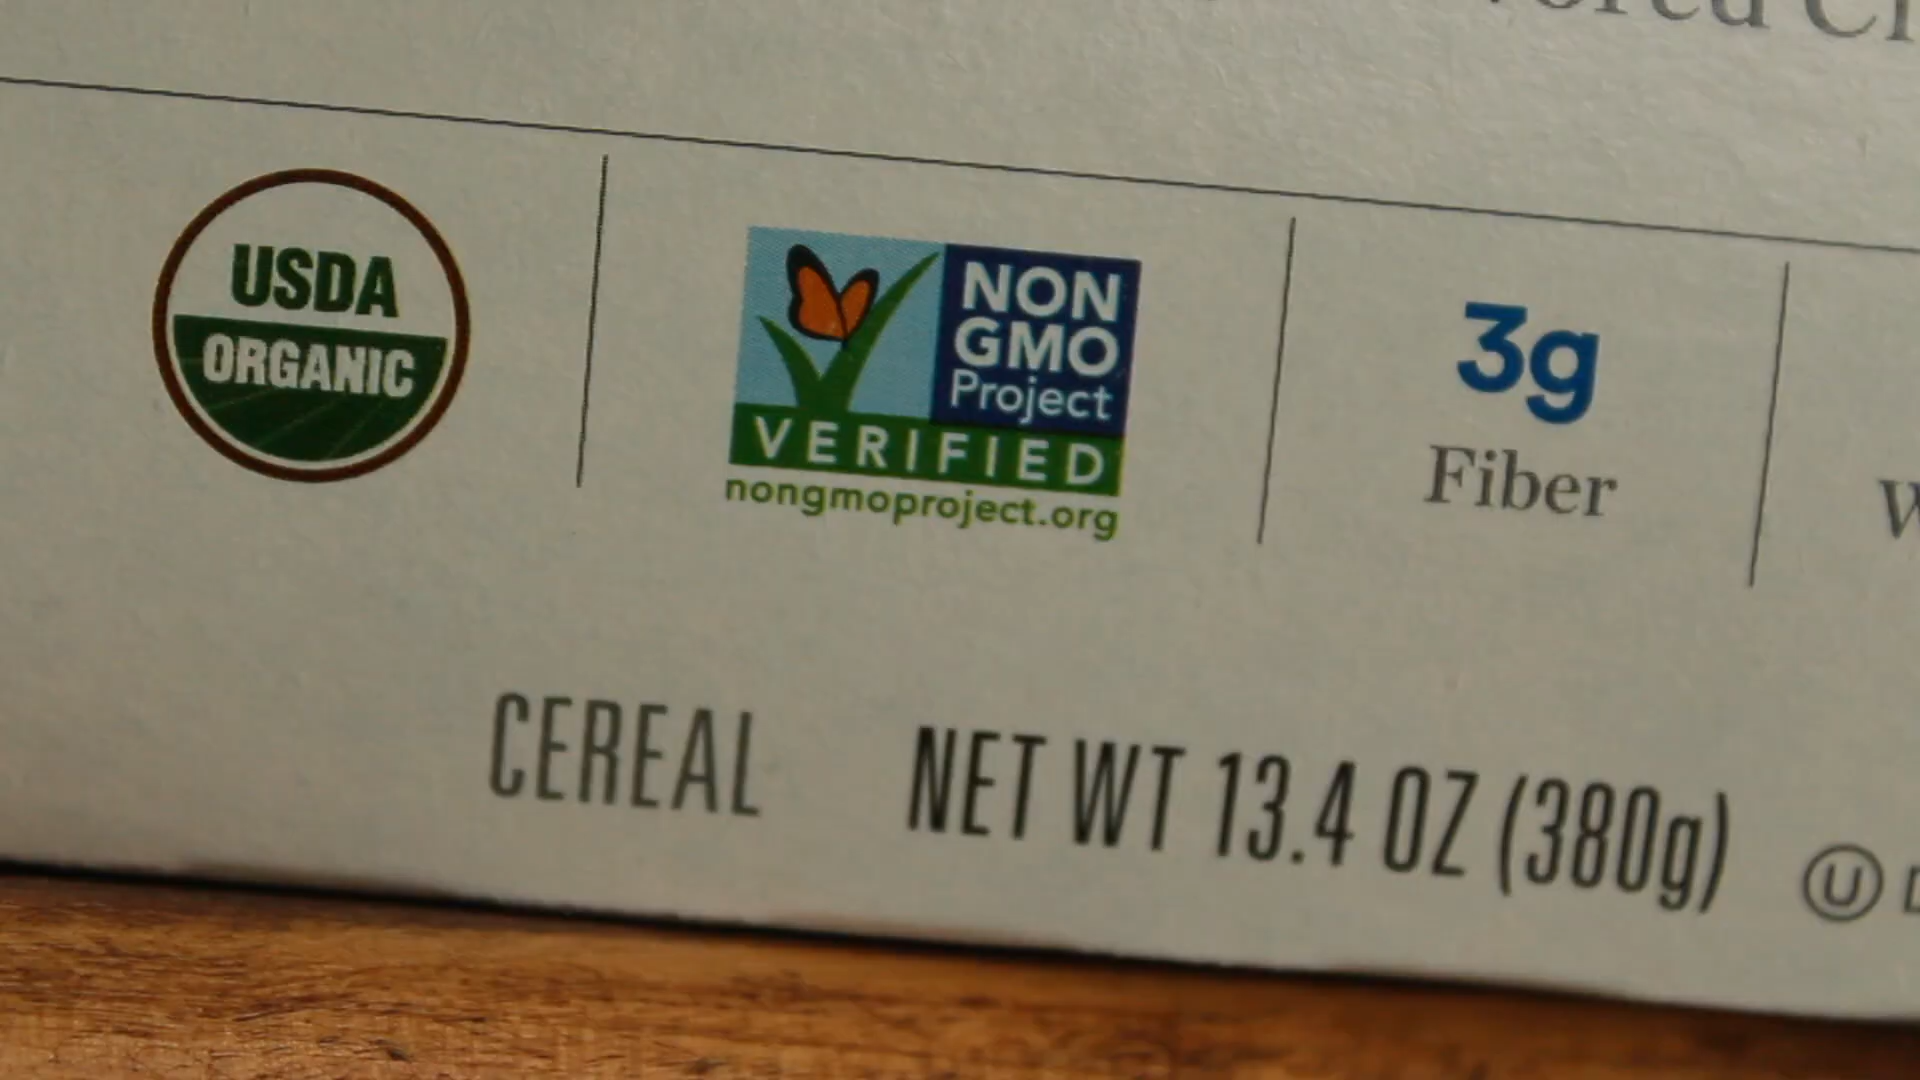 USDA
ORGANIC
NON
GMO
Project
VERIFIED
nongmoproject.org
3g
Fiber
CEREAL
NET WT 13.4 OZ (380g)
U